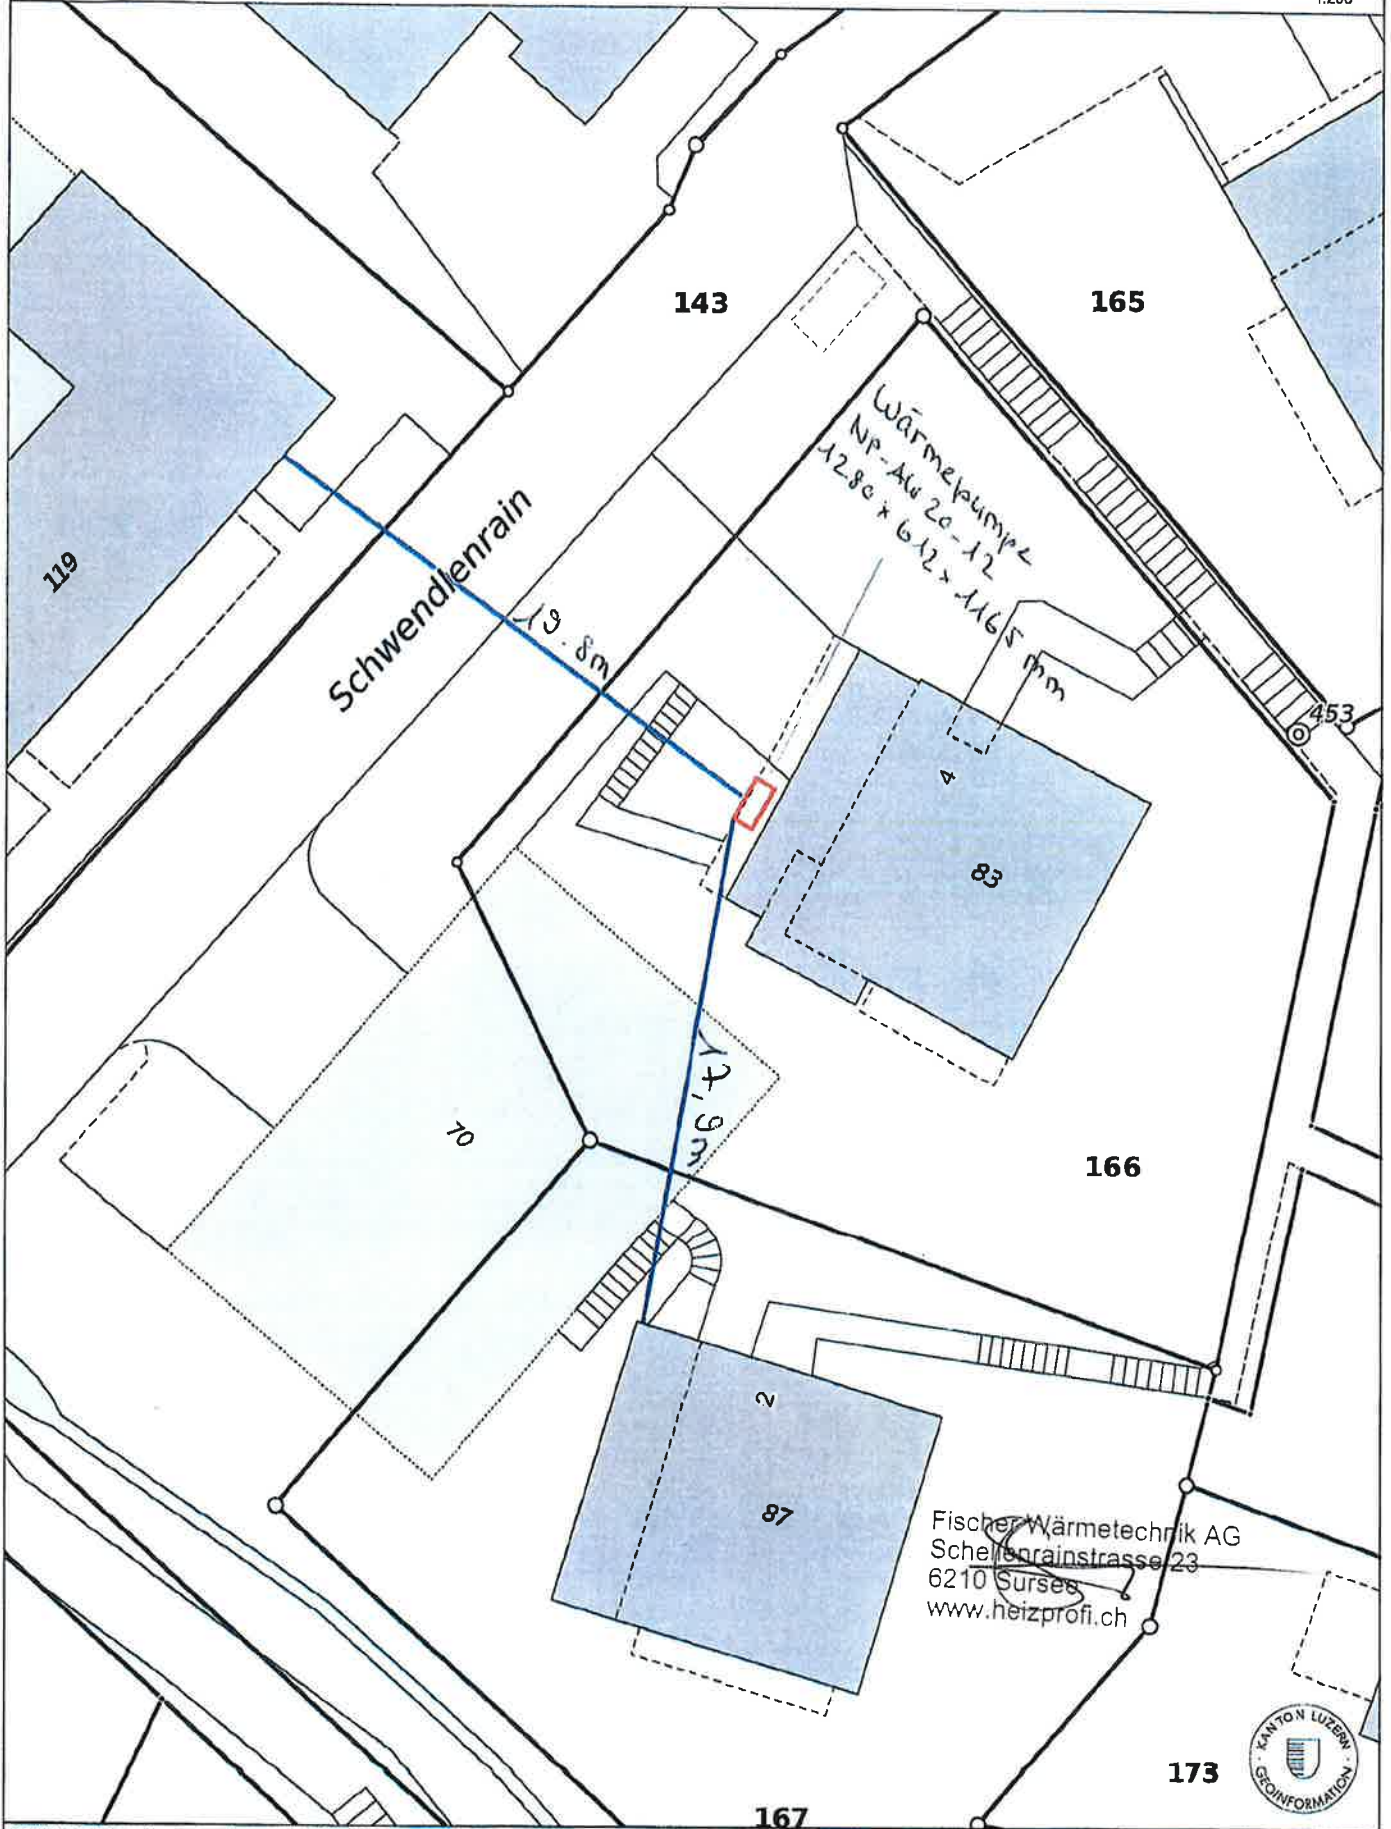 143
165
Wärmepumpe
NP-AW 20-12
1280 x 612 x 1165 mm
119
Schwendlenrain
19.8m
453
4
83
17,9m
70
166
2
87
Fischer Wärmetechnik AG
Schellenrainstrasse 23
6210 Sursee
www.heizprofi.ch
KANTON LUZERN
GEOINFORMATION
173
167